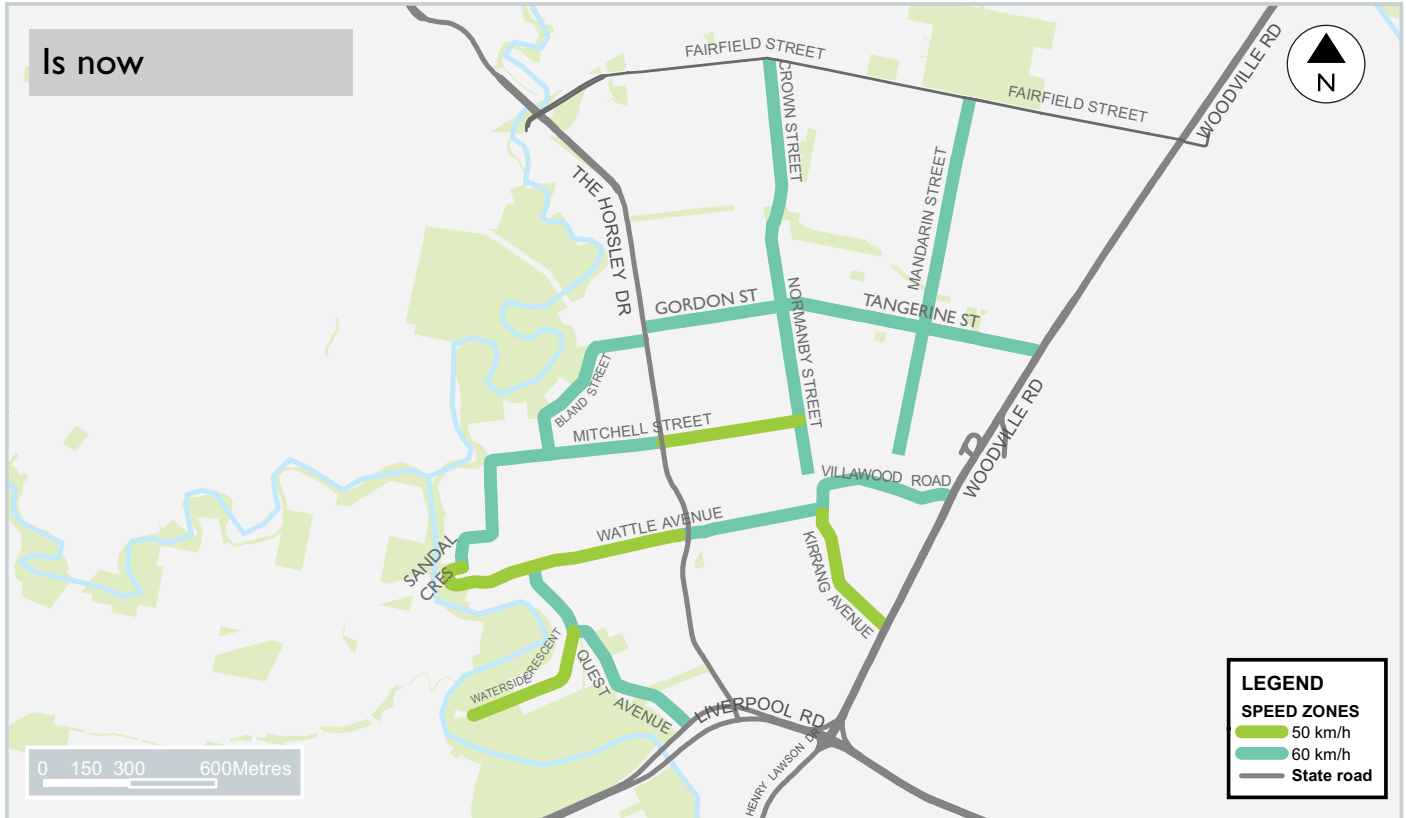 Is now
FAIRFIELD STREET
CROWN STREET
FAIRFIELD STREET
WOODVILLE RD
N
THE HORSLEY DR
MANDARIN STREET
GORDON ST
NORMANBY STREET
TANGERINE ST
BLAND STREET
MITCHELL STREET
VILLAWOOD ROAD
WOODVILLE RD
WATTLE AVENUE
SANDAL
CRES
KIRRANG AVENUE
WATERSIDE CRESCENT
QUEST AVENUE
LIVERPOOL RD
HENRY LAWSON DR
0 150 300 600Metres
LEGEND
SPEED ZONES
50 km/h
60 km/h
State road